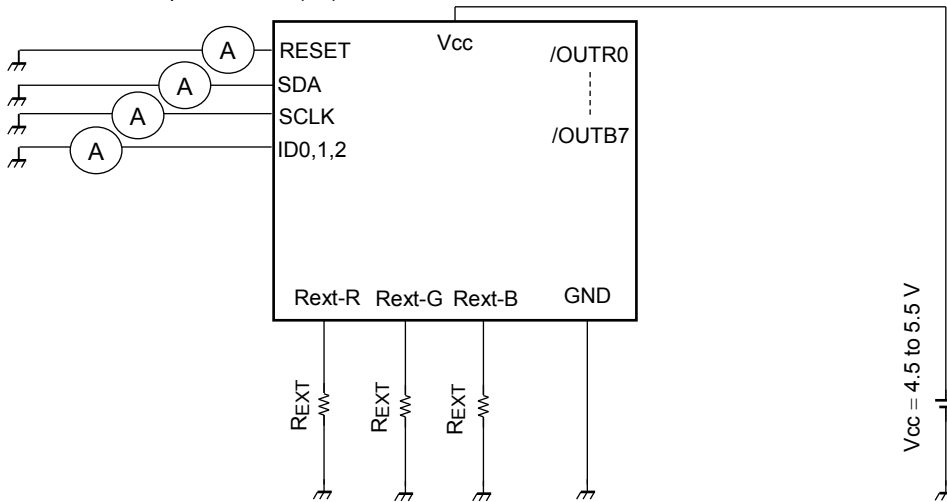 RESET
SDA
SCLK
ID0,1,2
A
A
A
A
Vcc
/OUTR0
/OUTB7
Rext-R Rext-G Rext-B GND
REXT
REXT
REXT
Vcc = 4.5 to 5.5 V